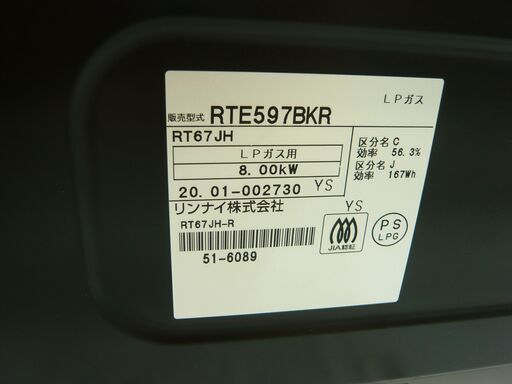 LPガス
販売型式 RTE597BKR
RT67JH
LPガス用
8.00kW
区分名 C
効率 56.3%
区分名 J
効率 167Wh
20.01-002730 YS
リンナイ株式会社
YS
RT67JH-R
51-6089
JIA認証
PS
LPG